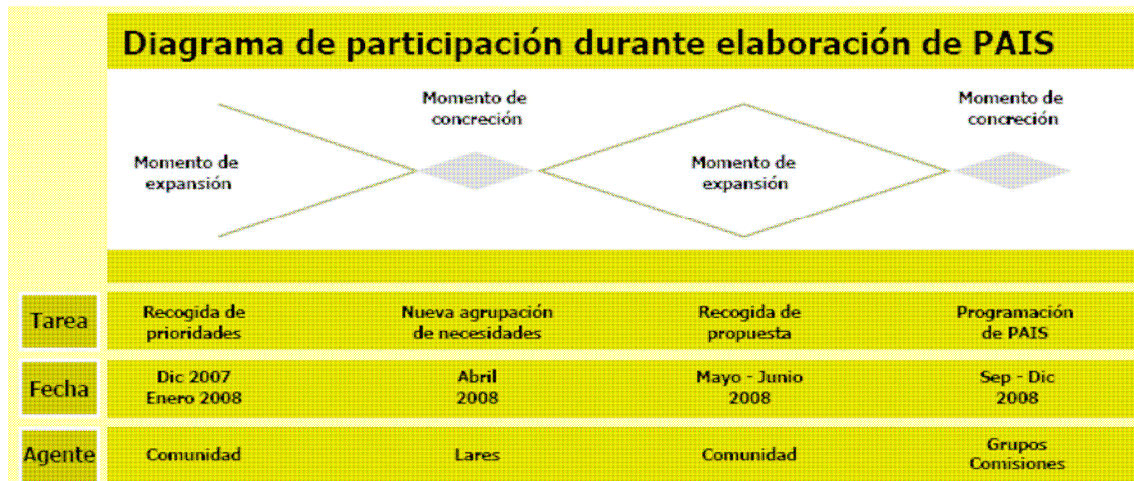 Diagrama de participación durante elaboración de PAIS
Momento de
expansión
Momento de
concreción
Momento de
expansión
Momento de
concreción
Tarea
Recogida de
prioridades
Nueva agrupación
de necesidades
Recogida de
propuesta
Programación
de PAIS
Fecha
Dic 2007
Enero 2008
Abril
2008
Mayo - Junio
2008
Sep - Dic
2008
Agente
Comunidad
Lares
Comunidad
Grupos
Comisiones